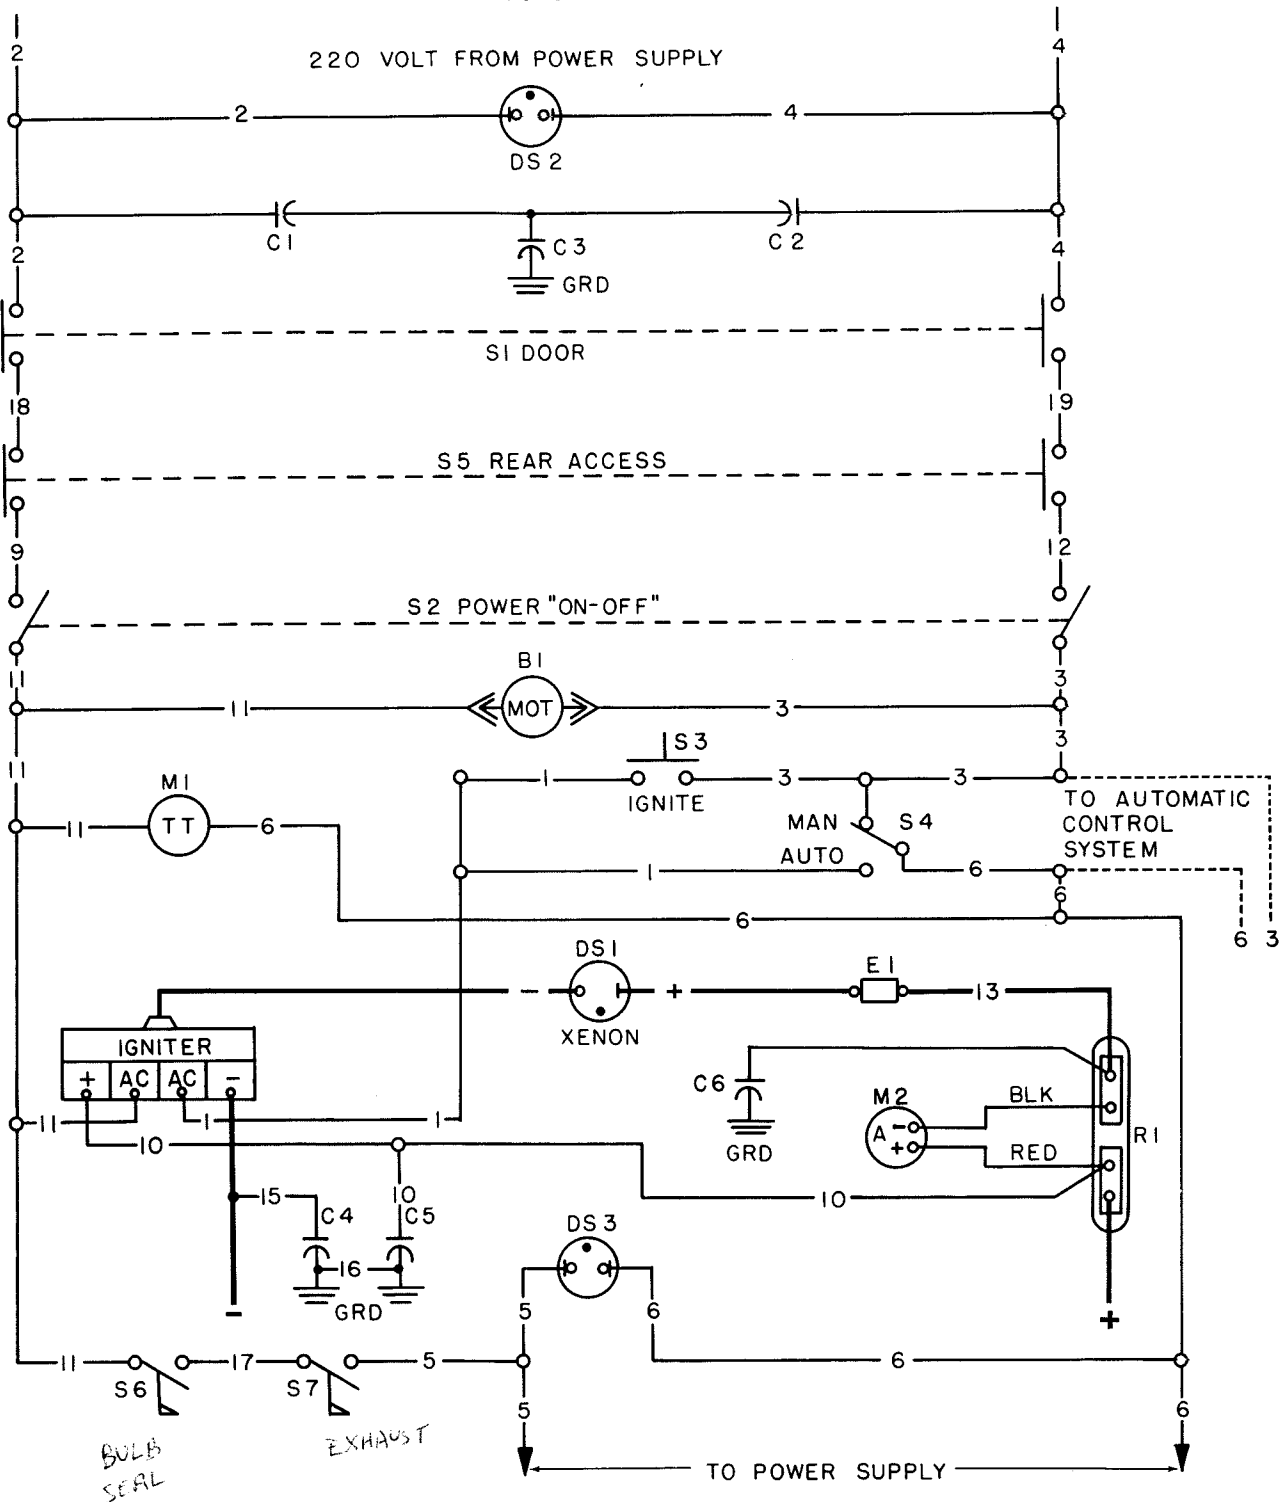 2 4
220 VOLT FROM POWER SUPPLY
2 4
DS2
C1 C2
C3
2 4
GRD
S1 DOOR
18 19
S5 REAR ACCESS
9 12
S2 POWER "ON-OFF"
B1
11 3
11 MOT 3
S3
11 1 3 3 3
M1 IGNITE
TO AUTOMATIC
CONTROL
SYSTEM
MAN S4
11 TT 6
AUTO
1 6 6
6
6 3
DS1 E1
- + 13
XENON
IGNITER
+ AC AC -
C6
M2 BLK
11 1 1
A - +
R1
10
GRD RED
15 10 10
C4 C5
DS3
16
GRD 5 6
- +
11 17 5 6
S6 S7
5 6
BULB
SEAL
EXHAUST
TO POWER SUPPLY